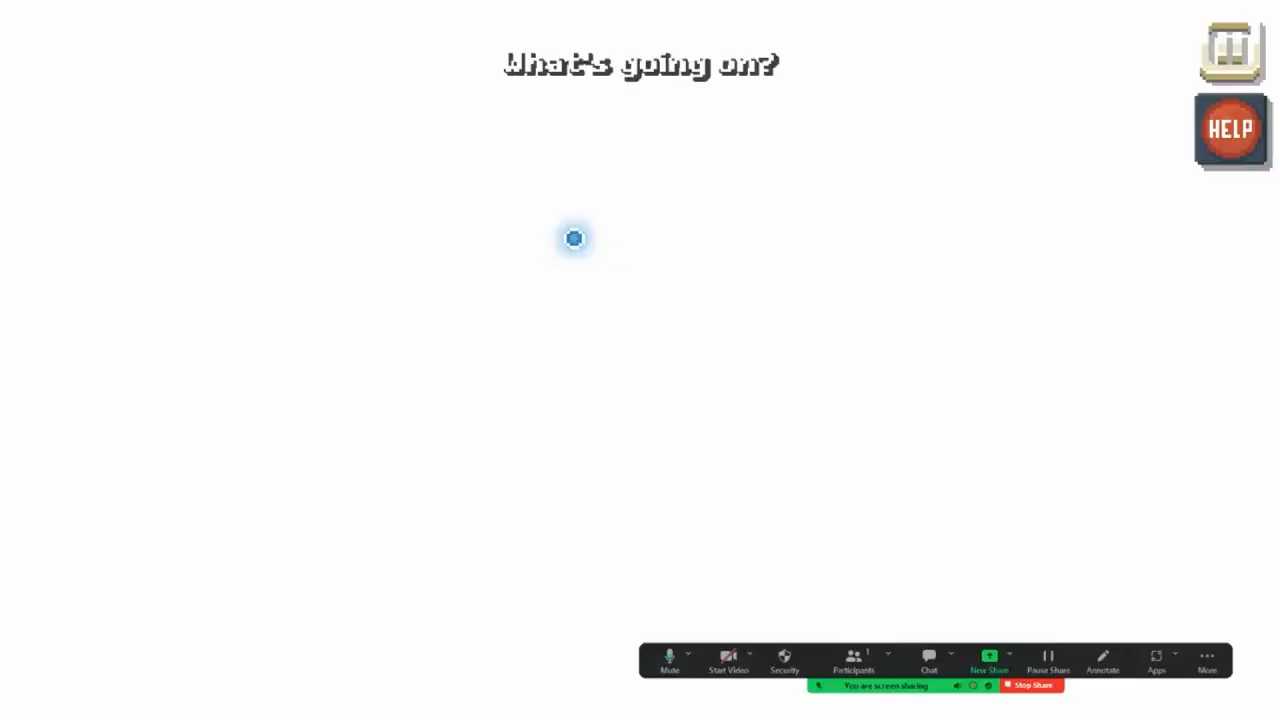 What's going on?
HELP
Mute
Start Video
Security
1
Participants
Chat
New Share
Pause Share
Annotate
Apps
More
You are screen sharing
Stop Share